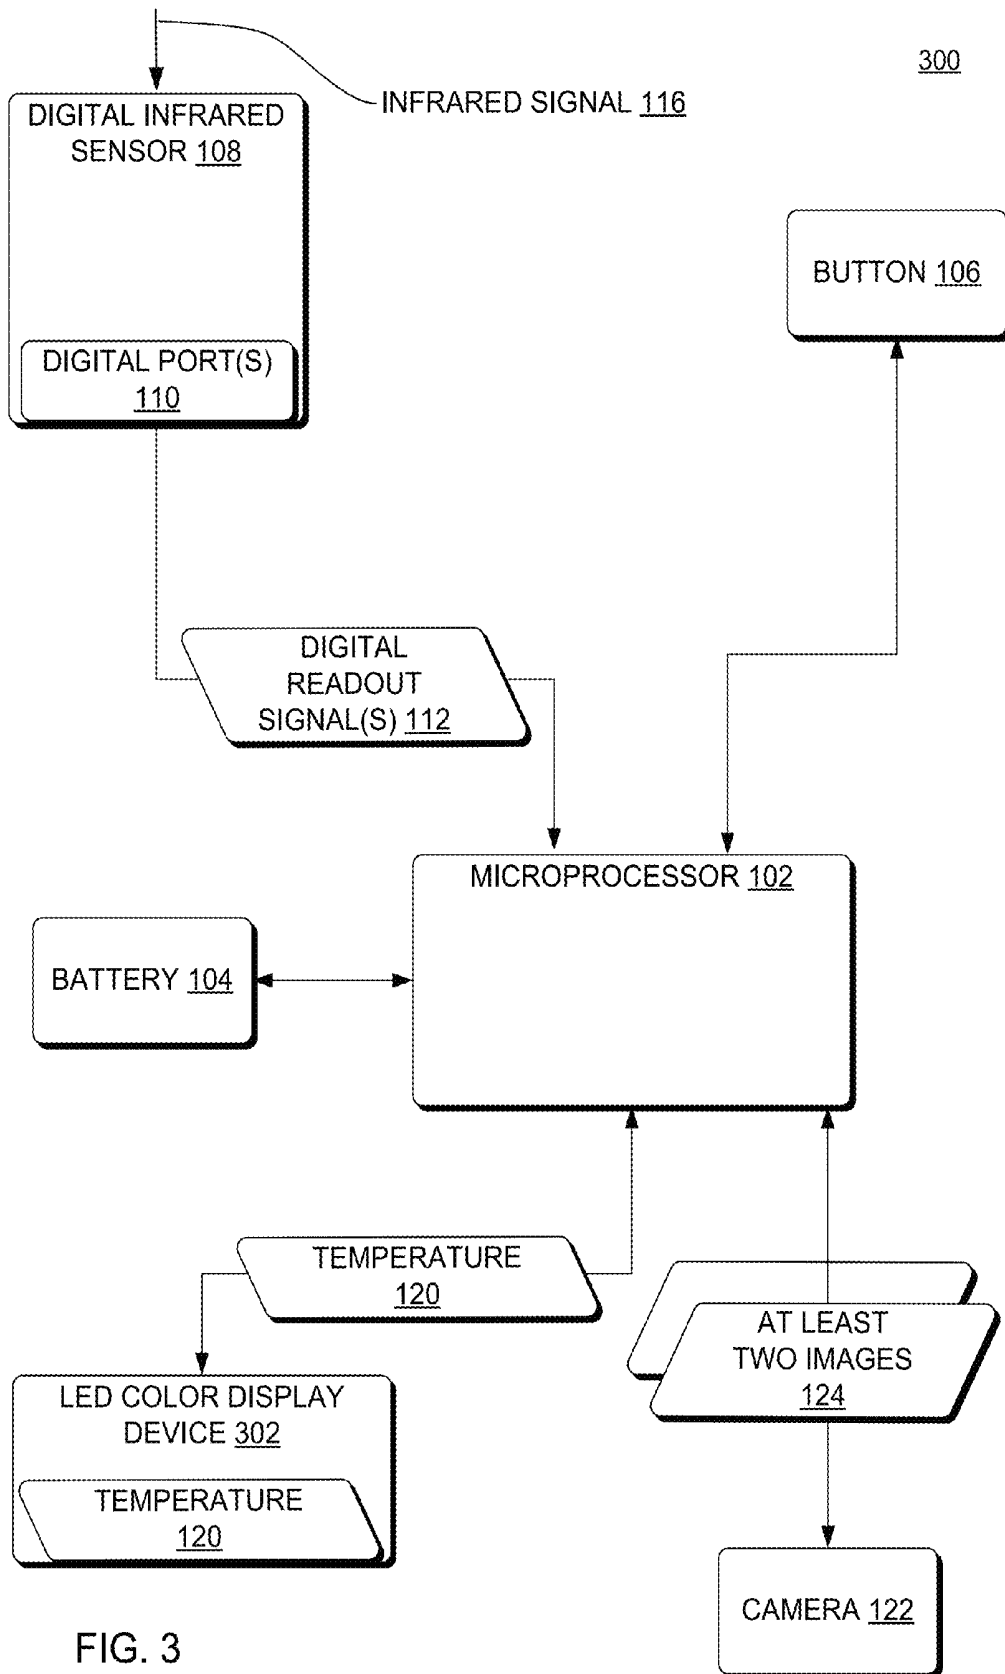 300
INFRARED SIGNAL 116
DIGITAL INFRARED
SENSOR 108
BUTTON 106
DIGITAL PORT(S)
110
DIGITAL
READOUT
SIGNAL(S) 112
MICROPROCESSOR 102
BATTERY 104
TEMPERATURE
120
AT LEAST
TWO IMAGES
124
LED COLOR DISPLAY
DEVICE 302
TEMPERATURE
120
CAMERA 122
FIG. 3